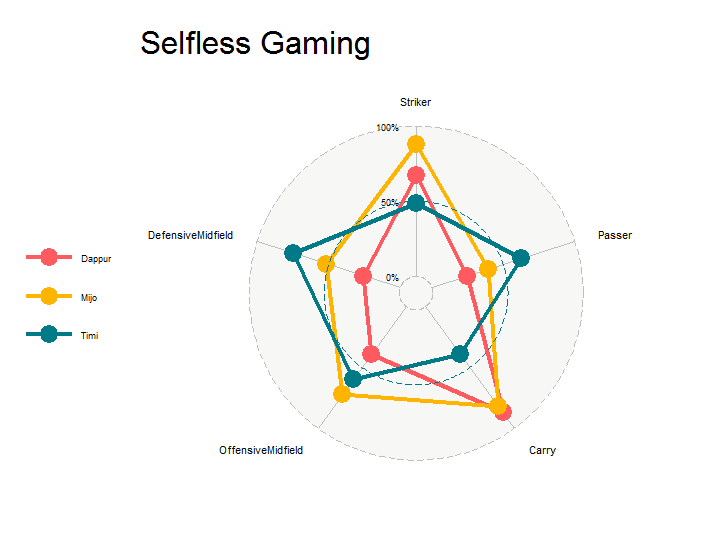 Selfless Gaming
Striker
100%
50%
DefensiveMidfield
Passer
Dappur
0%
Mijo
Timi
OffensiveMidfield
Carry